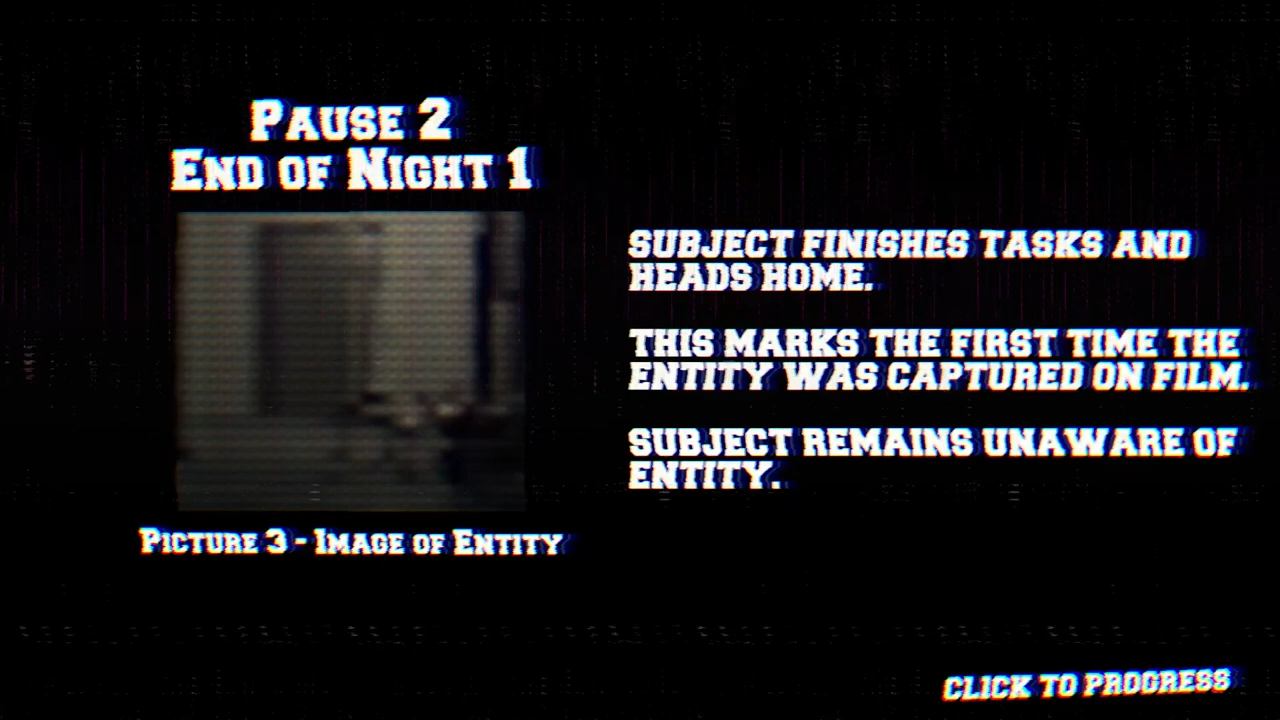 Pause 2
End of Night 1
SUBJECT FINISHES TASKS AND
HEADS HOME.
THIS MARKS THE FIRST TIME THE
ENTITY WAS CAPTURED ON FILM.
SUBJECT REMAINS UNAWARE OF
ENTITY.
Picture 3 - Image of Entity
CLICK TO PROGRESS